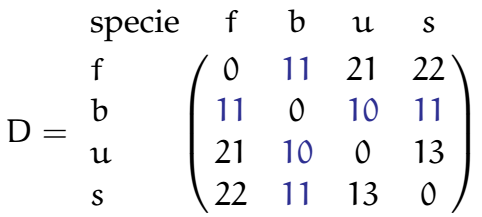 specie f b u s
f 0 11 21 22
D = b 11 0 10 11
u 21 10 0 13
s 22 11 13 0